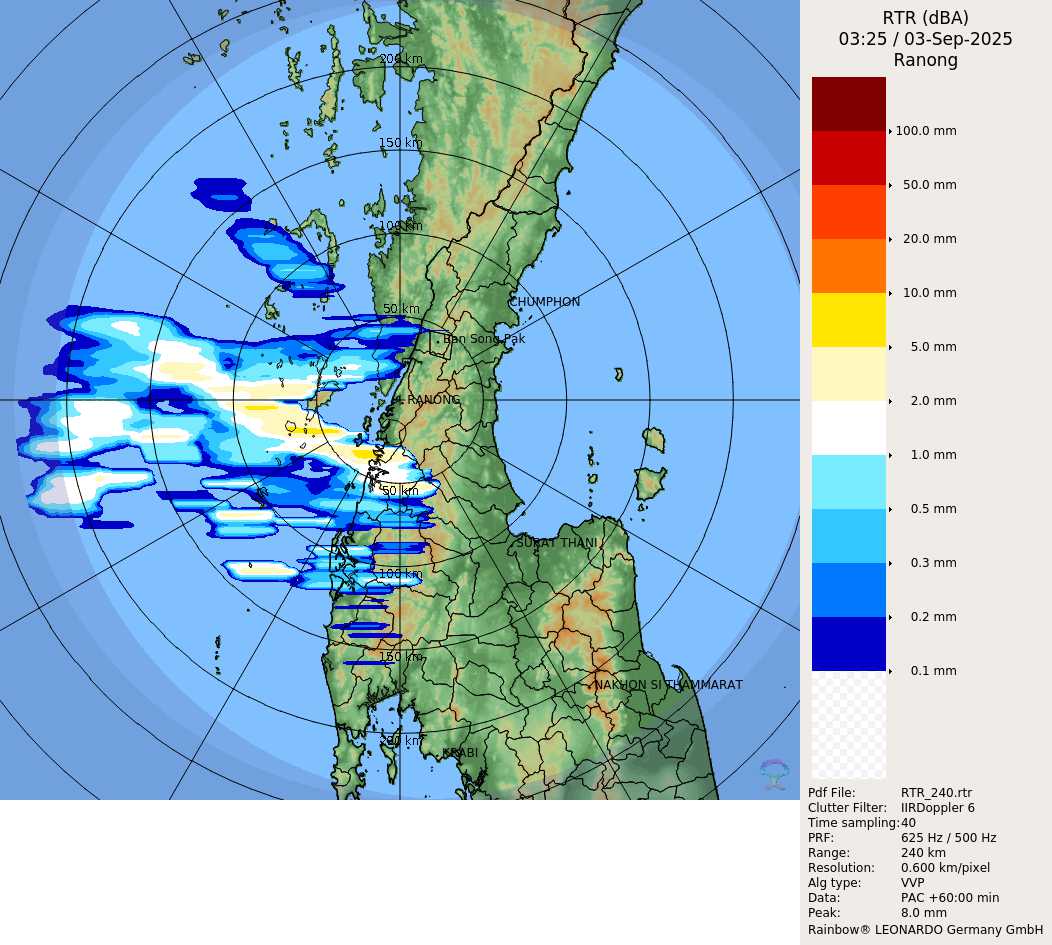 RTR (dBA)
03:25 / 03-Sep-2025
Ranong
100.0 mm
50.0 mm
20.0 mm
10.0 mm
5.0 mm
2.0 mm
1.0 mm
0.5 mm
0.3 mm
0.2 mm
0.1 mm
200 km
150 km
100 km
50 km
CHUMPHON
Ban Song Pak
RANONG
50 km
SURAT THANI
100 km
150 km
NAKHON SI THAMMARAT
200 km
KRABI
Pdf File: RTR_240.rtr
Clutter Filter: IIRDoppler 6
Time sampling:40
PRF: 625 Hz / 500 Hz
Range: 240 km
Resolution: 0.600 km/pixel
Alg type: VVP
Data: PAC +60:00 min
Peak: 8.0 mm
Rainbow® LEONARDO Germany GmbH